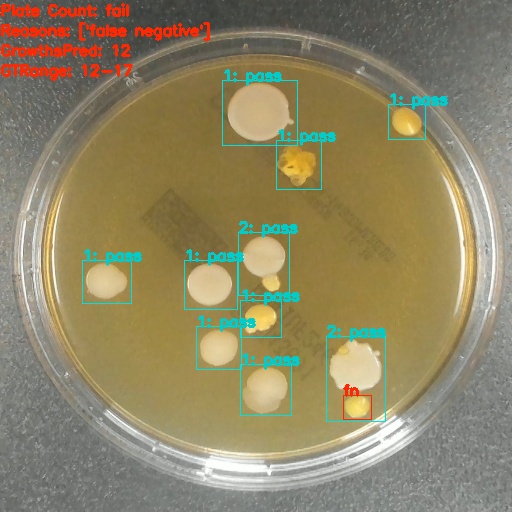 Plate Count: fail
Reasons: ['false negative']
GrowthsPred: 12
GTRange: 12-17
1: pass
1: pass
1: pass
2: pass
1: pass
1: pass
1: pass
1: pass
2: pass
1: pass
fn